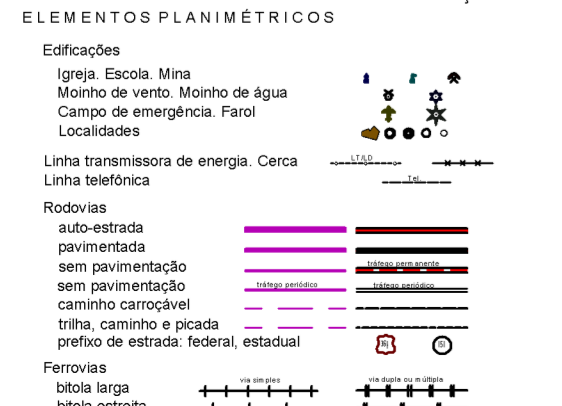 ELEMENTOS PLANIMÉTRICOS
Edificações
Igreja. Escola. Mina
Moinho de vento. Moinho de água
Campo de emergência. Farol
Localidades
Linha transmissora de energia. Cerca LT/LD
Linha telefônica Tel.
Rodovias
auto-estrada
pavimentada
sem pavimentação tráfego permanente
sem pavimentação tráfego periódico tráfego periódico
caminho carroçável
trilha, caminho e picada
prefixo de estrada: federal, estadual
Ferrovias
bitola larga via simples via dupla ou múltipla
bitola estreita